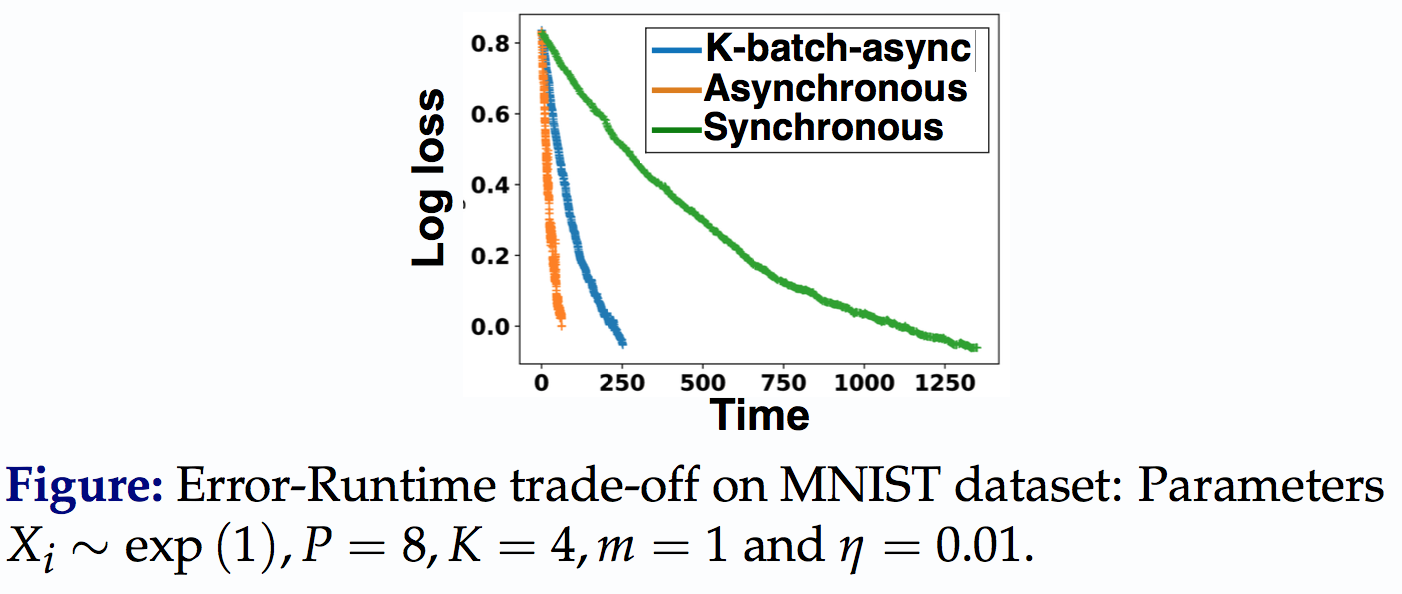 0.8
0.6
0.4
0.2
0.0
Log loss
K-batch-async
Asynchronous
Synchronous
0 250 500 750 1000 1250
Time
Figure: Error-Runtime trade-off on MNIST dataset: Parameters
X_i ∼ exp (1), P = 8, K = 4, m = 1 and η = 0.01.